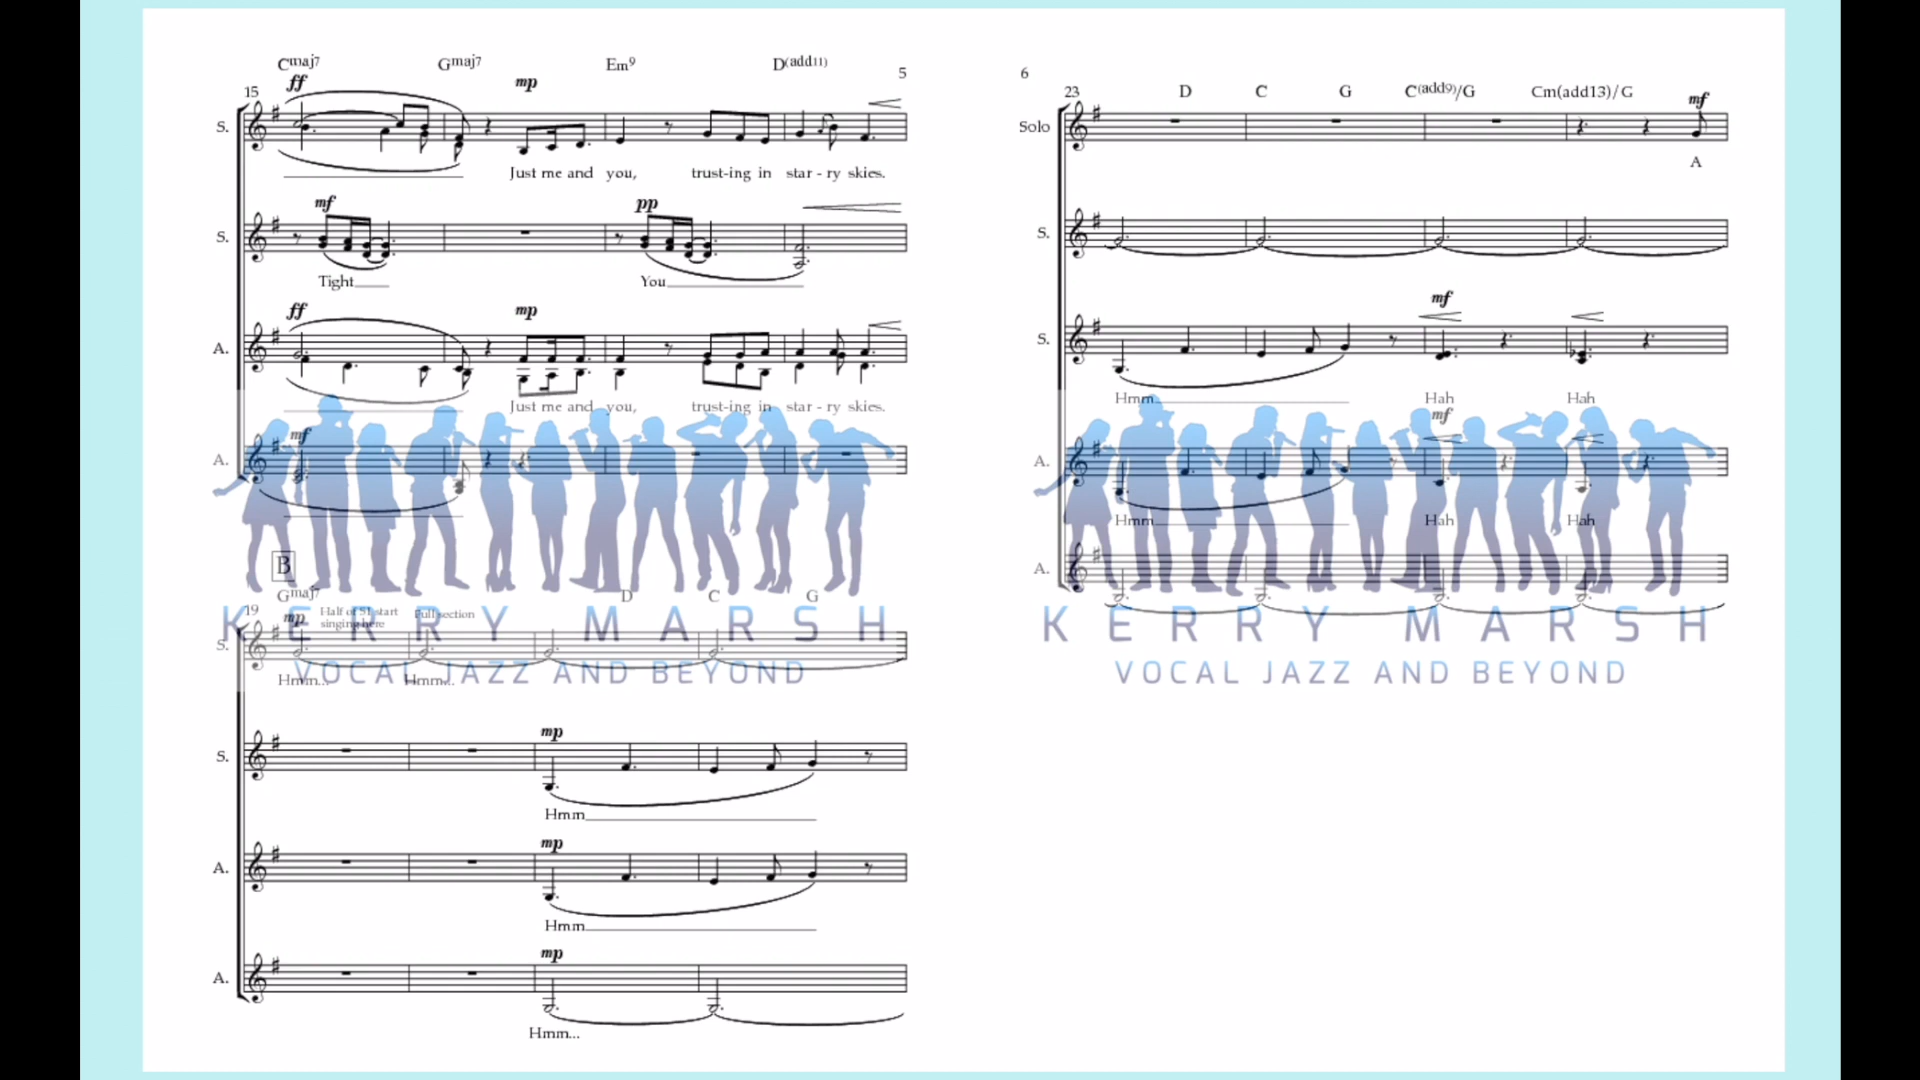 Cmaj7 Gmaj7 Em9 D(add11)
5
ff mp
15
S.
Just me and you, trust-ing in star - ry skies.
mf pp
S.
Tight You
ff mp
A.
Just me and you, trust-ing in star - ry skies.
mf
A.
B
Gmaj7 D C G
19
mp Half of S1 start singing here Full section
S.
Hmm... Hmm...
mp
S.
Hmm
mp
A.
Hmm
mp
A.
Hmm...
KERRY MARSH
VOCAL JAZZ AND BEYOND
6
23 D C G C(add9)/G Cm(add13)/G
mf
Solo
A
S.
mf
S.
Hmm Hah Hah
mf
A.
Hmm Hah Hah
A.
KERRY MARSH
VOCAL JAZZ AND BEYOND